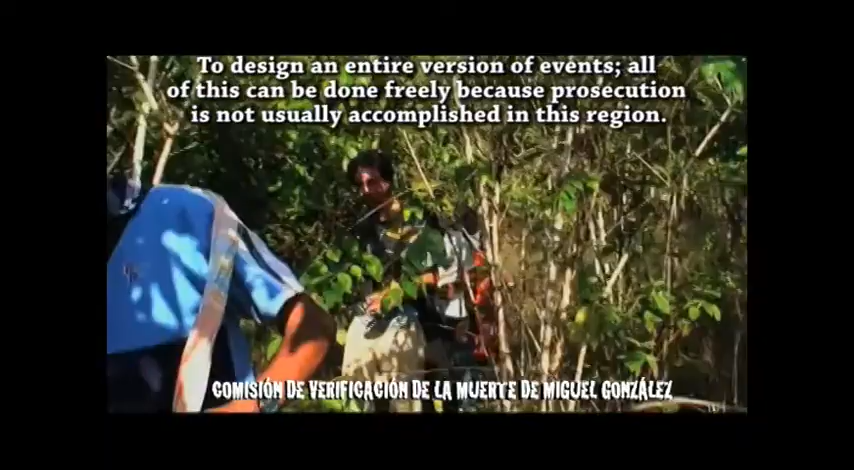 To design an entire version of events; all
of this can be done freely because prosecution
is not usually accomplished in this region.
COMISIÓN DE VERIFICACIÓN DE LA MUERTE DE MIGUEL GONZÁLEZ